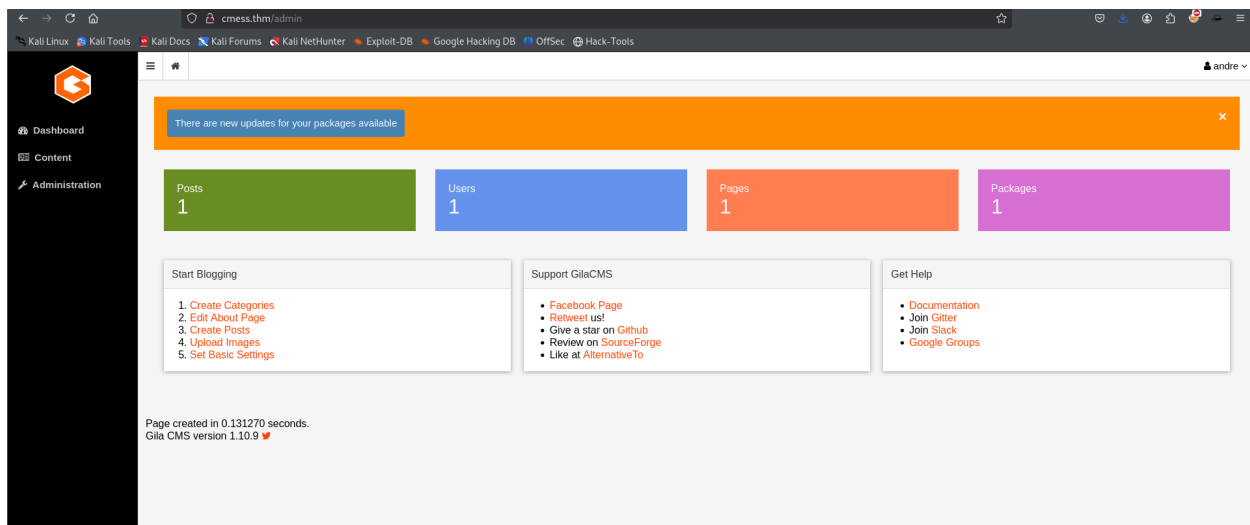 cmess.thm/admin
Kali Linux Kali Tools Kali Docs Kali Forums Kali NetHunter Exploit-DB Google Hacking DB OffSec Hack-Tools
andre
Dashboard
Content
Administration
There are new updates for your packages available
×
Posts
1
Users
1
Pages
1
Packages
1
Start Blogging
1. Create Categories
2. Edit About Page
3. Create Posts
4. Upload Images
5. Set Basic Settings
Support GilaCMS
• Facebook Page
• Retweet us!
• Give a star on Github
• Review on SourceForge
• Like at AlternativeTo
Get Help
• Documentation
• Join Gitter
• Join Slack
• Google Groups
Page created in 0.131270 seconds.
Gila CMS version 1.10.9